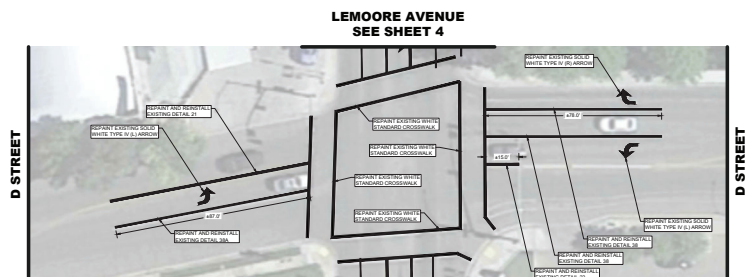 LEMOORE AVENUE
SEE SHEET 4
REPAINT EXISTING SOLID
WHITE TYPE IV (R) ARROW
REPAINT AND REINSTALL
EXISTING DETAIL 21
±78.0'
REPAINT EXISTING WHITE
STANDARD CROSSWALK
REPAINT EXISTING SOLID
WHITE TYPE IV (L) ARROW
REPAINT EXISTING WHITE
STANDARD CROSSWALK
±15.0'
D STREET
D STREET
REPAINT EXISTING WHITE
STANDARD CROSSWALK
±87.0'
REPAINT EXISTING WHITE
STANDARD CROSSWALK
REPAINT EXISTING SOLID
WHITE TYPE IV (L) ARROW
REPAINT AND REINSTALL
EXISTING DETAIL 38A
REPAINT AND REINSTALL
EXISTING DETAIL 38
REPAINT AND REINSTALL
EXISTING DETAIL 38
REPAINT AND REINSTALL
EXISTING DETAIL